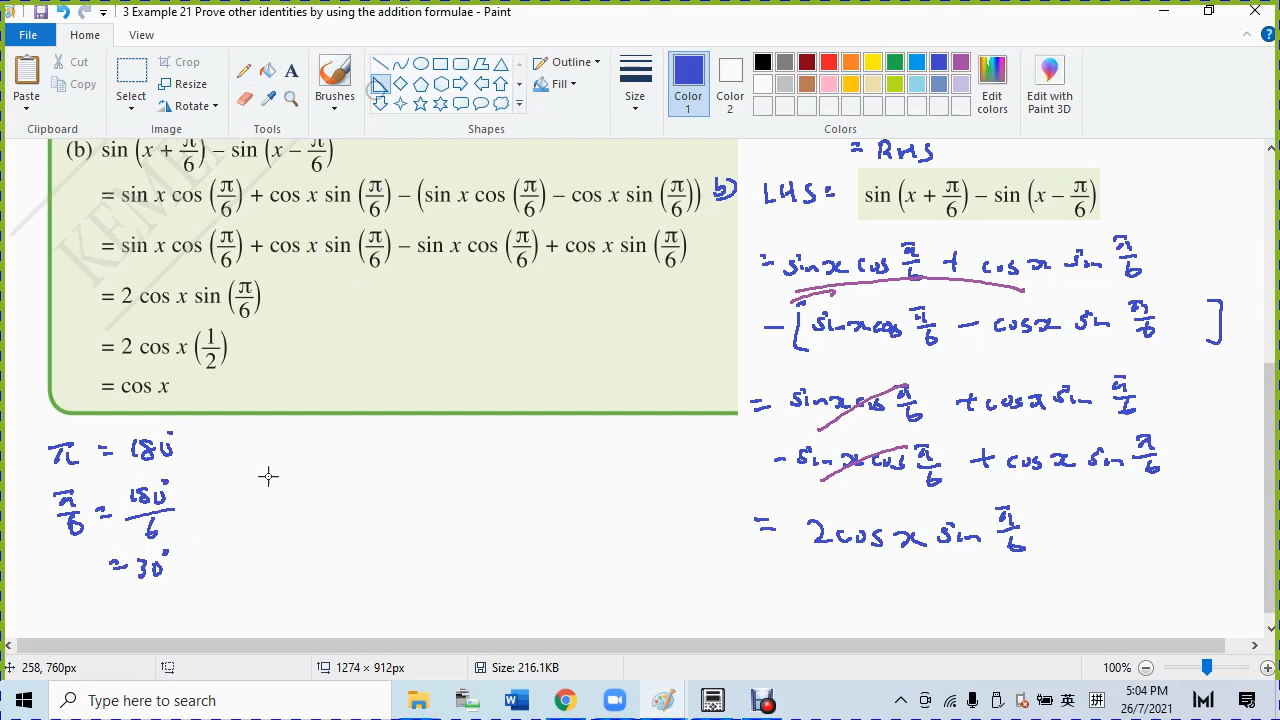 3 Example 21 Prove other identities by using the addition formulae - Paint
File Home View
Cut
Copy
Paste
Clipboard
Crop
Resize
Rotate
Select
Image
Tools
Brushes
Shapes
Outline
Fill
Size
Color 1
Color 2
Edit colors
Edit with Paint 3D
Colors
(b) sin (x + π/6) – sin (x – π/6)
= sin x cos (π/6) + cos x sin (π/6) – (sin x cos (π/6) – cos x sin (π/6))
= sin x cos (π/6) + cos x sin (π/6) – sin x cos (π/6) + cos x sin (π/6)
= 2 cos x sin (π/6)
= 2 cos x (1/2)
= cos x
KEM
π = 180°
π/6 = 180°/6
= 30°
= RHS
b) LHS = sin (x + π/6) – sin (x – π/6)
= sin x cos π/6 + cos x sin π/6
- [sin x cos π/6 - cos x sin π/6]
= sin x cos π/6 + cos x sin π/6
- sin x cos π/6 + cos x sin π/6
= 2 cos x sin π/6
258, 760px
1274 × 912px
Size: 216.1KB
100%
Type here to search
英
拼
5:04 PM
26/7/2021